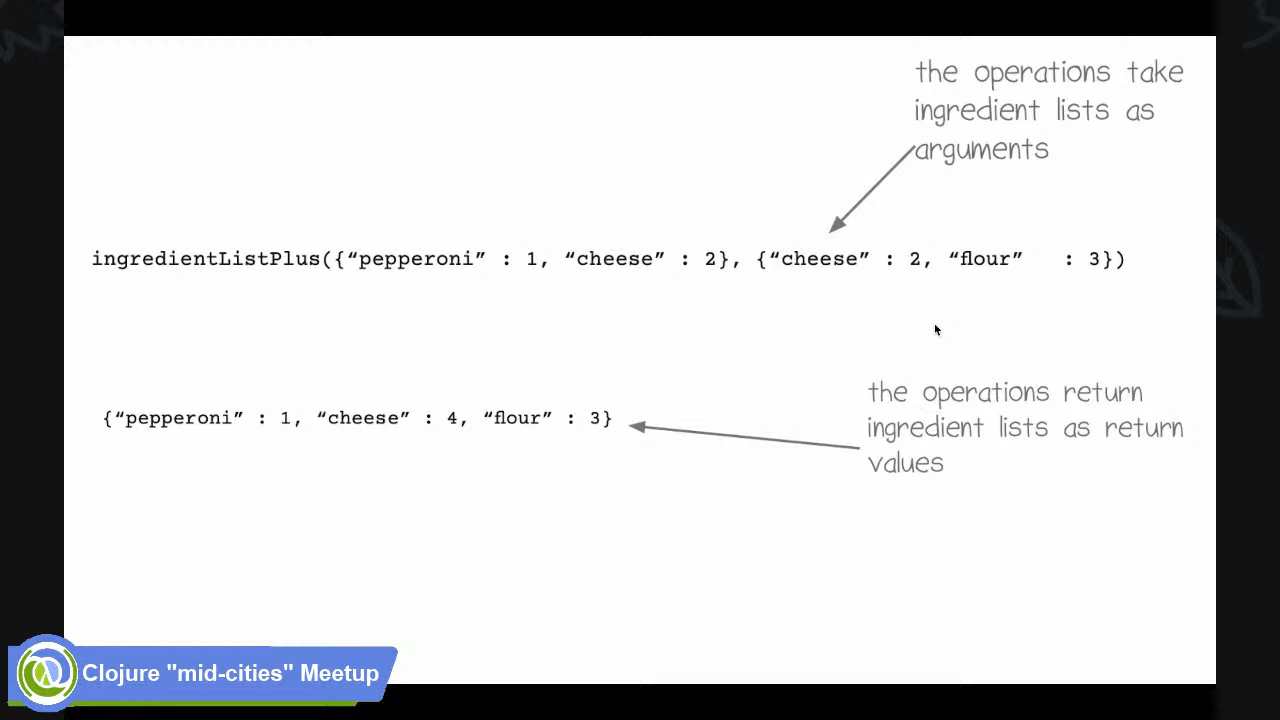 the operations take
ingredient lists as
arguments
ingredientListPlus({“pepperoni” : 1, “cheese” : 2}, {“cheese” : 2, “flour” : 3})
{“pepperoni” : 1, “cheese” : 4, “flour” : 3}
the operations return
ingredient lists as return
values
Clojure "mid-cities" Meetup